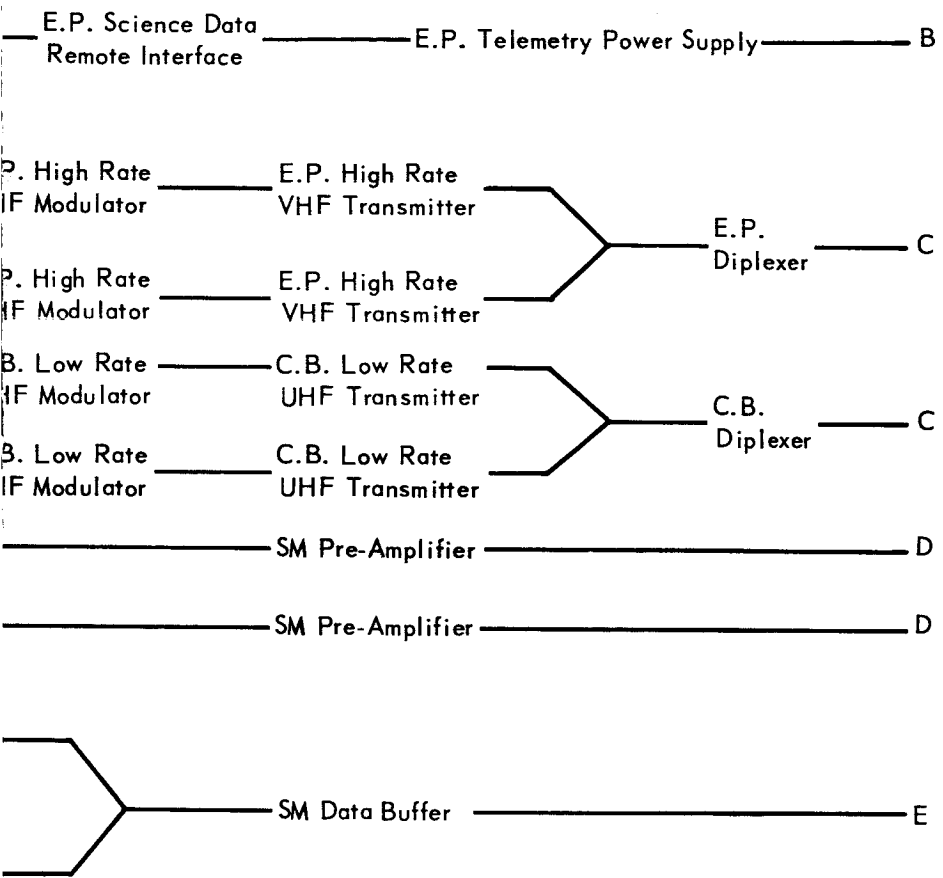 E.P. Science Data
Remote Interface
E.P. Telemetry Power Supply
B
P. High Rate
IF Modulator
E.P. High Rate
VHF Transmitter
E.P.
Diplexer
C
P. High Rate
IF Modulator
E.P. High Rate
VHF Transmitter
B. Low Rate
IF Modulator
C.B. Low Rate
UHF Transmitter
C.B.
Diplexer
C
B. Low Rate
IF Modulator
C.B. Low Rate
UHF Transmitter
SM Pre-Amplifier
D
SM Pre-Amplifier
D
SM Data Buffer
E